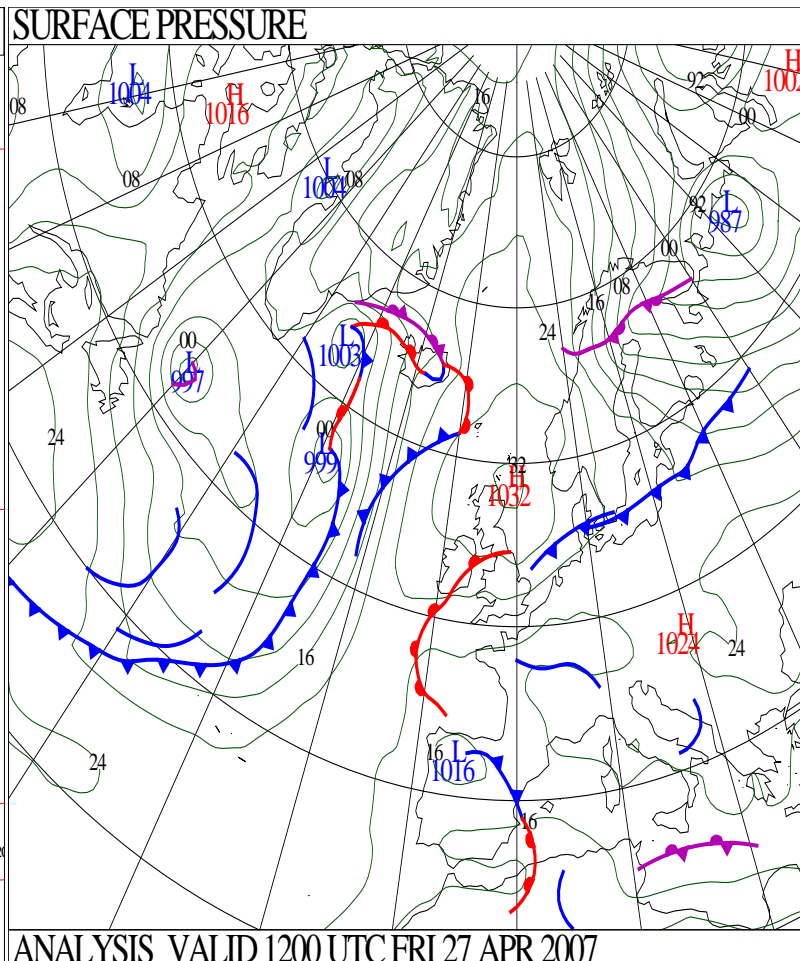 SURFACE PRESSURE
H
1002
L
1004
92
H
1016
16
08
00
08
L
1004
08
92
L
987
00
08
16
24
00
L
1003
L
997
24
00
L
999
32
H
1032
H
1024
24
16
24
16
L
1016
16
ANALYSIS VALID 1200 UTC FRI 27 APR 2007